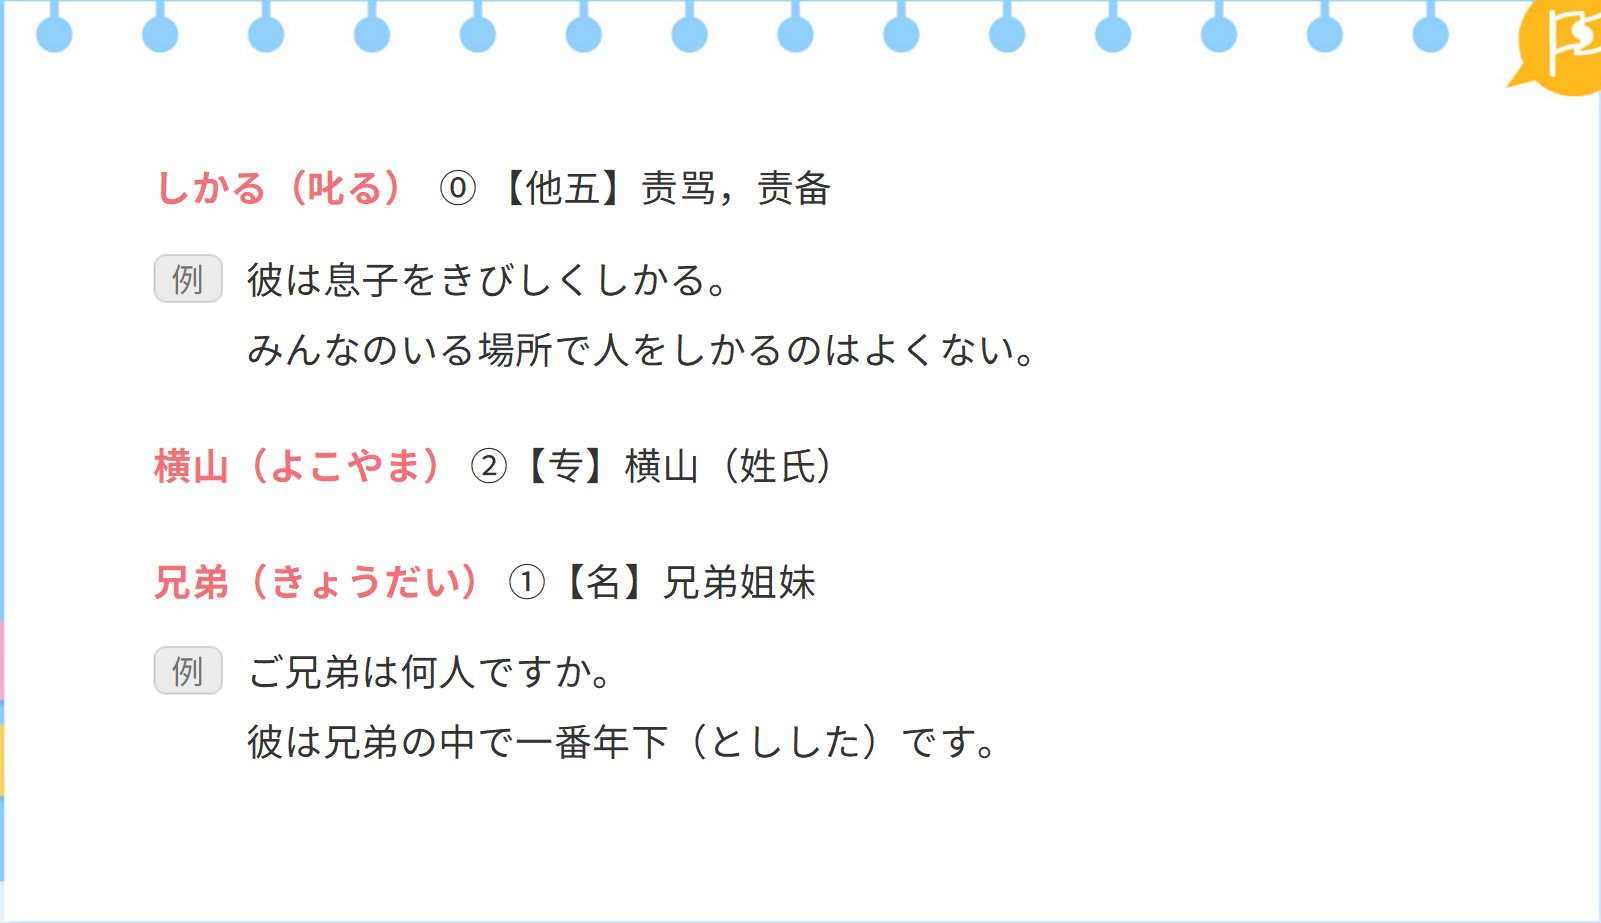 しかる（叱る） ⓪ 【他五】责骂，责备
例 彼は息子をきびしくしかる。
みんなのいる場所で人をしかるのはよくない。
横山（よこやま） ②【专】横山（姓氏）
兄弟（きょうだい） ①【名】兄弟姐妹
例 ご兄弟は何人ですか。
彼は兄弟の中で一番年下（としした）です。